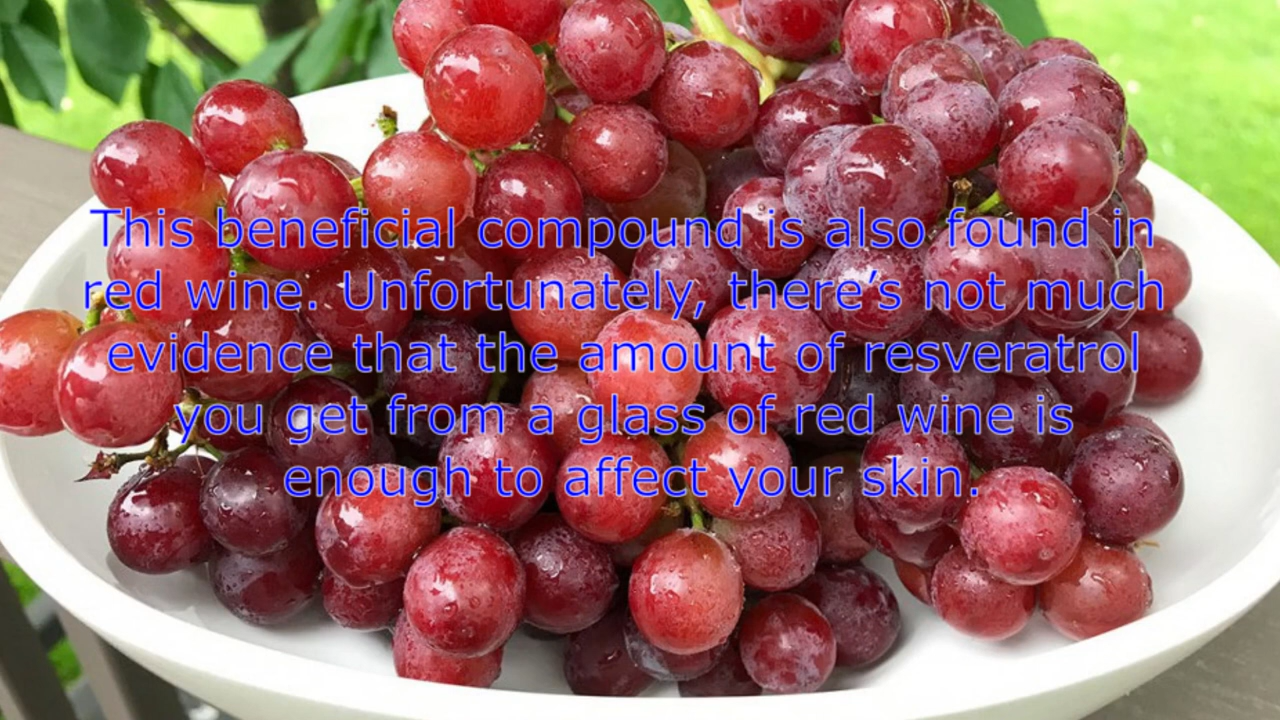 This beneficial compound is also found in
red wine. Unfortunately, there’s not much
evidence that the amount of resveratrol
you get from a glass of red wine is
enough to affect your skin.